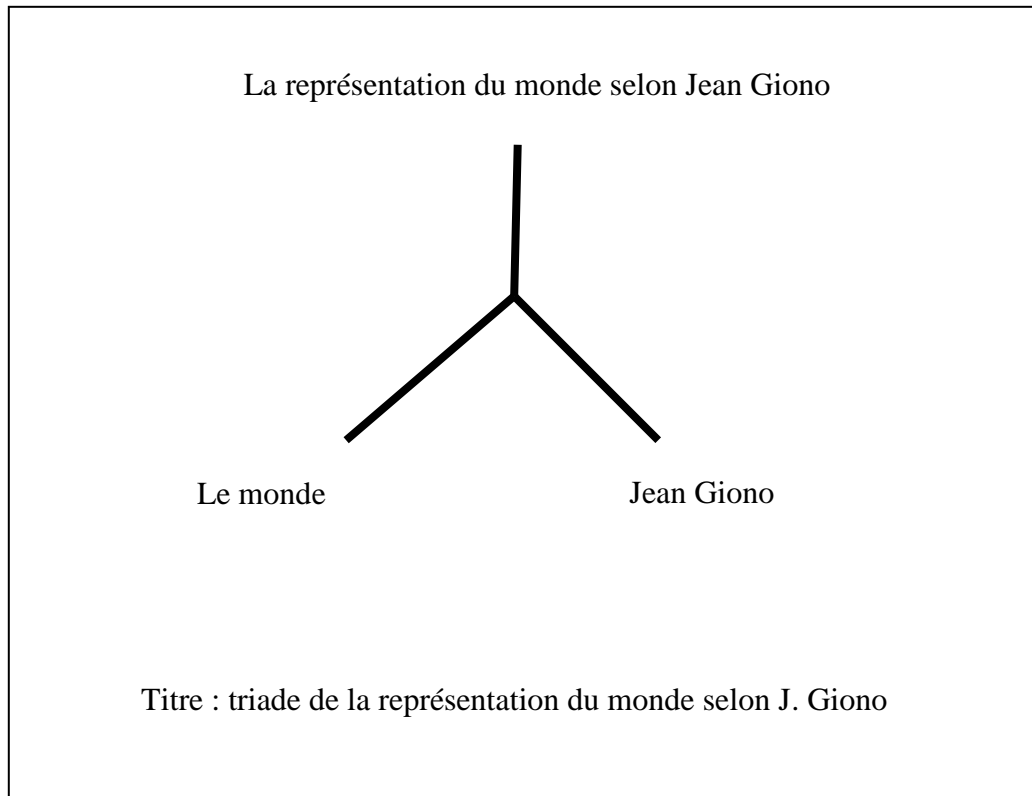 La représentation du monde selon Jean Giono
Le monde
Jean Giono
Titre : triade de la représentation du monde selon J. Giono